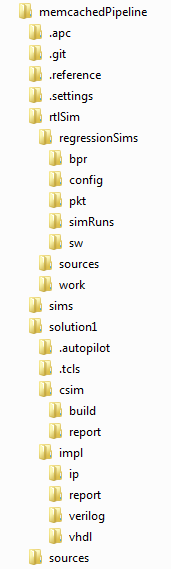 memcachedPipeline
.apc
.git
.reference
.settings
rtlSim
regressionSims
bpr
config
pkt
simRuns
sw
sources
work
sims
solution1
.autopilot
.tcls
csim
build
report
impl
ip
report
verilog
vhdl
sources